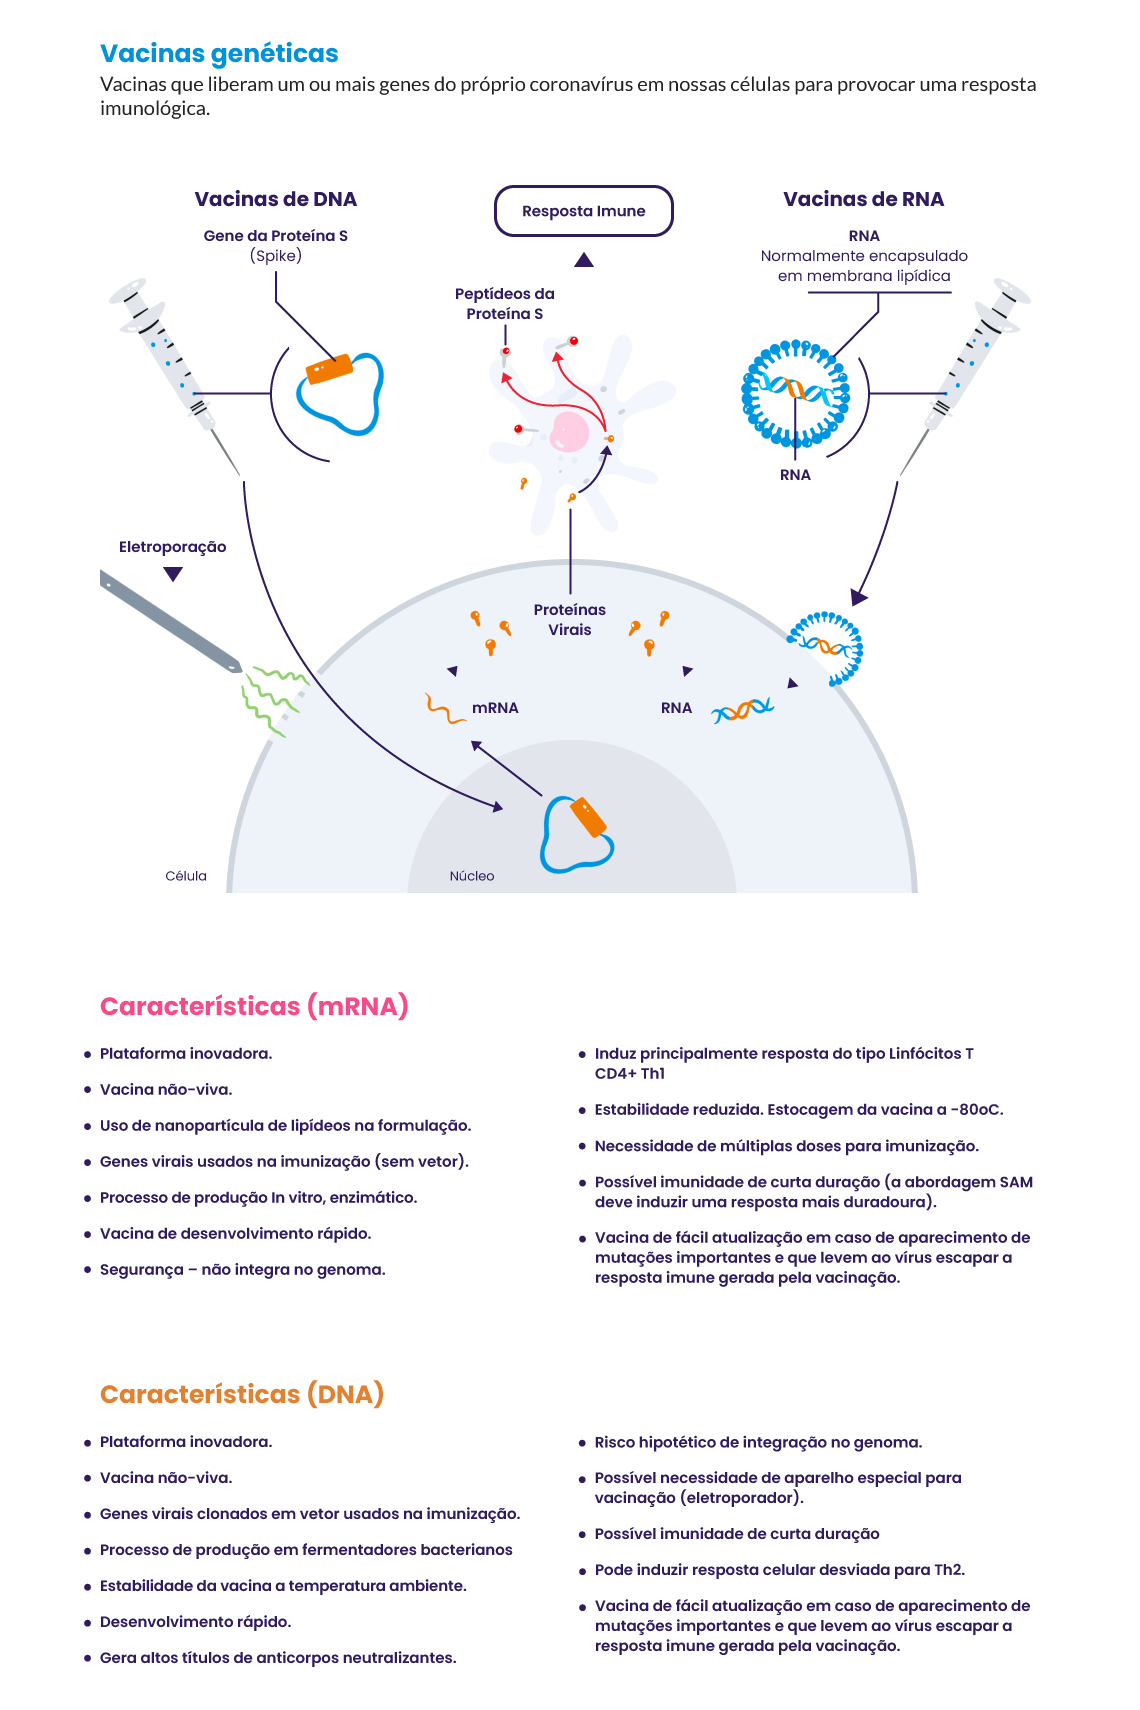 Vacinas genéticas
Vacinas que liberam um ou mais genes do próprio coronavírus em nossas células para provocar uma resposta
imunológica.
Vacinas de DNA
Gene da Proteína S
(Spike)
Resposta Imune
Peptídeos da
Proteína S
Vacinas de RNA
RNA
Normalmente encapsulado
em membrana lipídica
RNA
Eletroporação
Proteínas
Virais
mRNA
RNA
Célula
Núcleo
Características (mRNA)
• Plataforma inovadora.
• Vacina não-viva.
• Uso de nanopartícula de lipídeos na formulação.
• Genes virais usados na imunização (sem vetor).
• Processo de produção In vitro, enzimático.
• Vacina de desenvolvimento rápido.
• Segurança – não integra no genoma.
• Induz principalmente resposta do tipo Linfócitos T
CD4+ Th1
• Estabilidade reduzida. Estocagem da vacina a -80oC.
• Necessidade de múltiplas doses para imunização.
• Possível imunidade de curta duração (a abordagem SAM
deve induzir uma resposta mais duradoura).
• Vacina de fácil atualização em caso de aparecimento de
mutações importantes e que levem ao vírus escapar a
resposta imune gerada pela vacinação.
Características (DNA)
• Plataforma inovadora.
• Vacina não-viva.
• Genes virais clonados em vetor usados na imunização.
• Processo de produção em fermentadores bacterianos
• Estabilidade da vacina a temperatura ambiente.
• Desenvolvimento rápido.
• Gera altos títulos de anticorpos neutralizantes.
• Risco hipotético de integração no genoma.
• Possível necessidade de aparelho especial para
vacinação (eletroporador).
• Possível imunidade de curta duração
• Pode induzir resposta celular desviada para Th2.
• Vacina de fácil atualização em caso de aparecimento de
mutações importantes e que levem ao vírus escapar a
resposta imune gerada pela vacinação.